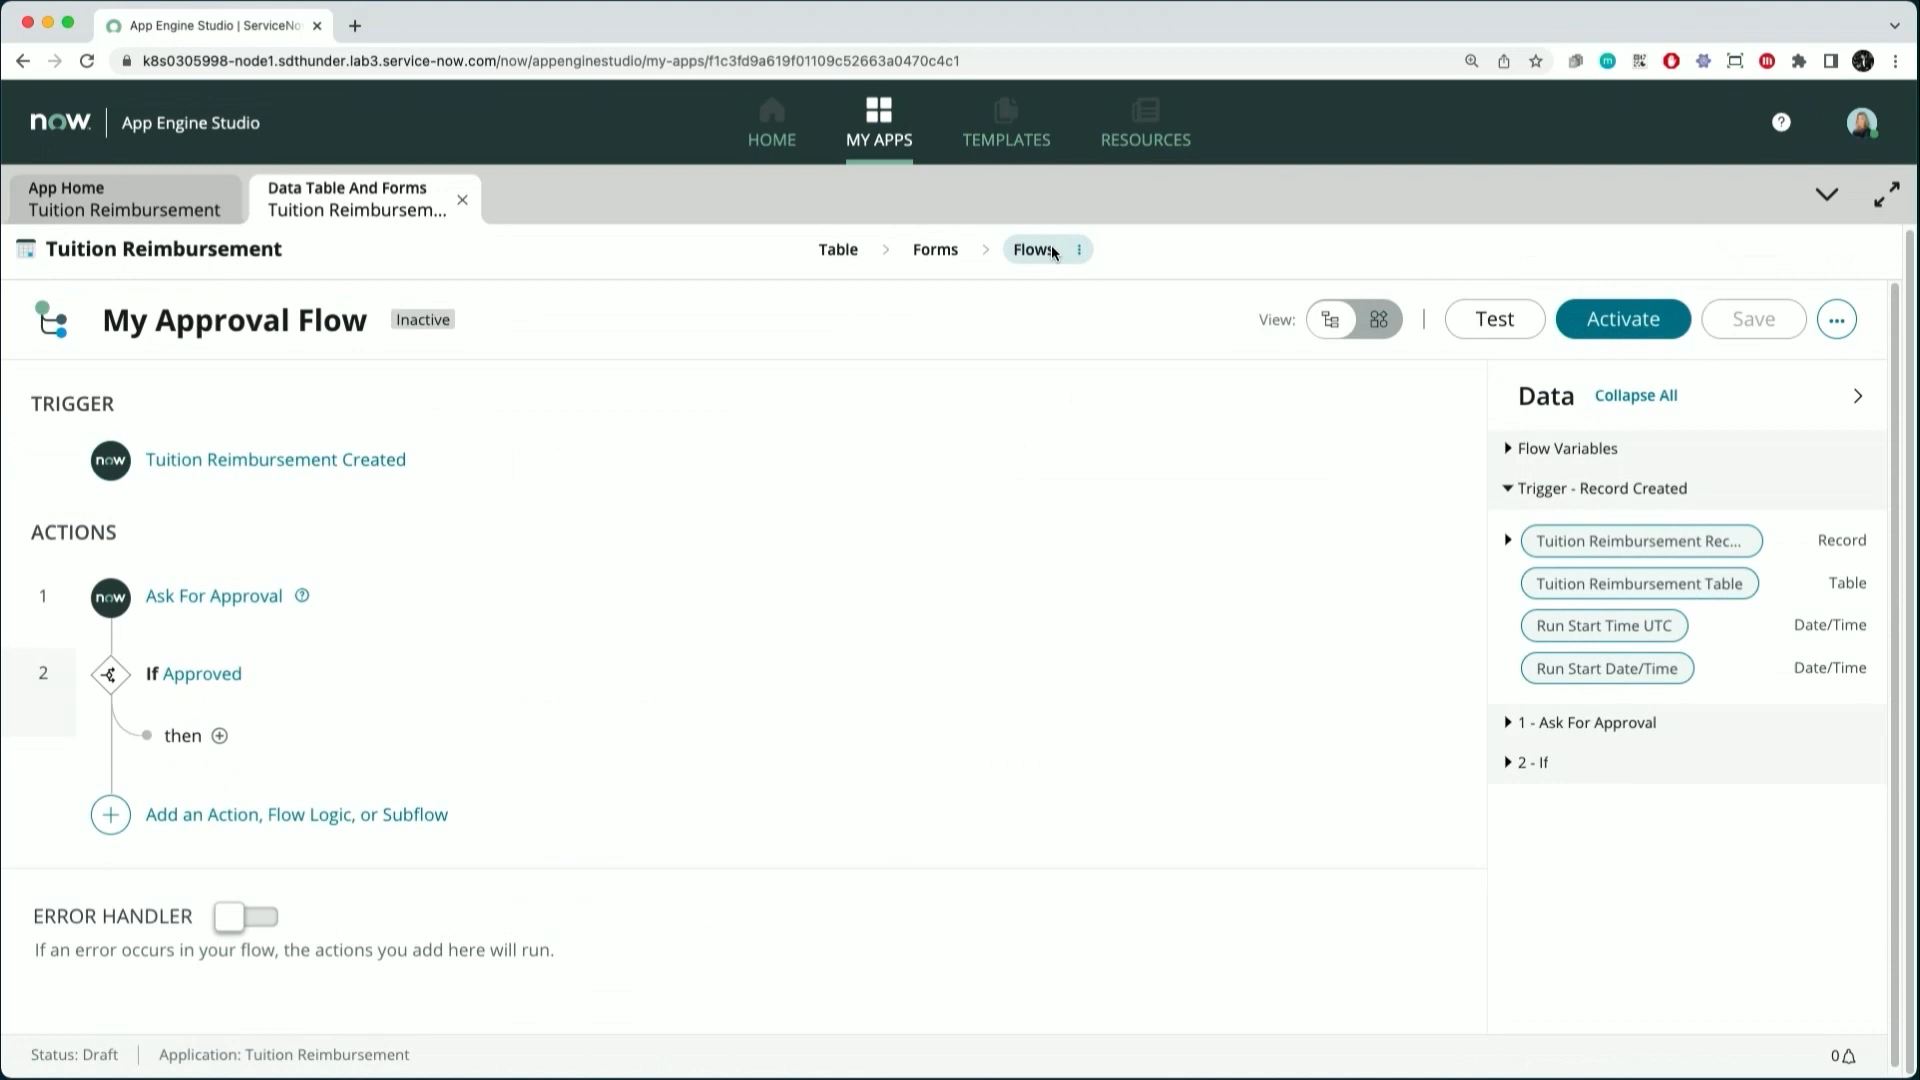 App Engine Studio | ServiceNo
k8s0305998-node1.sdthunder.lab3.service-now.com/now/appenginestudio/my-apps/f1c3fd9a619f01109c52663a0470c4c1
now. App Engine Studio
HOME
MY APPS
TEMPLATES
RESOURCES
App Home
Tuition Reimbursement
Data Table And Forms
Tuition Reimbursem...
Tuition Reimbursement
Table
Forms
Flows
My Approval Flow
Inactive
View:
Test
Activate
Save
TRIGGER
now Tuition Reimbursement Created
ACTIONS
1 now Ask For Approval
2 If Approved
then
Add an Action, Flow Logic, or Subflow
ERROR HANDLER
If an error occurs in your flow, the actions you add here will run.
Data Collapse All
Flow Variables
Trigger - Record Created
Tuition Reimbursement Rec... Record
Tuition Reimbursement Table Table
Run Start Time UTC Date/Time
Run Start Date/Time Date/Time
1 - Ask For Approval
2 - If
Status: Draft
Application: Tuition Reimbursement
0